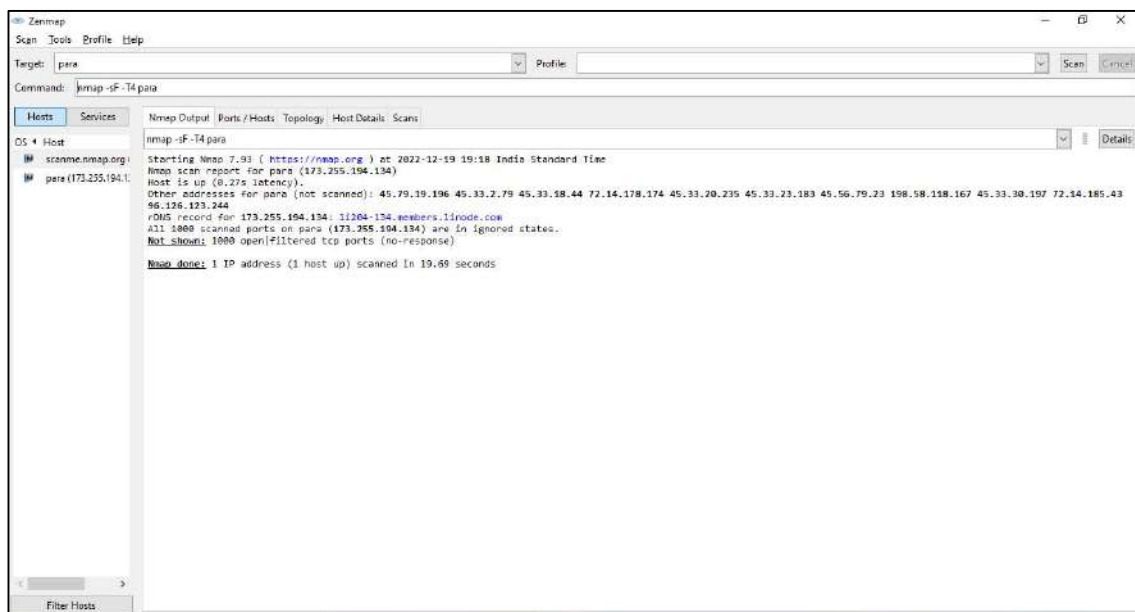 Zenmap
Scan Tools Profile Help
Target: para Profile: Scan Cancel
Command: nmap -sF -T4 para
Hosts Services Nmap Output Ports / Hosts Topology Host Details Scans
OS Host nmap -sF -T4 para Details
scanme.nmap.org
para (173.255.194.1
Starting Nmap 7.93 ( https://nmap.org ) at 2022-12-19 19:18 India Standard Time
Nmap scan report for para (173.255.194.134)
Host is up (0.27s latency).
Other addresses for para (not scanned): 45.79.19.196 45.33.2.79 45.33.18.44 72.14.178.174 45.33.20.235 45.33.23.183 45.56.79.23 198.58.118.167 45.33.30.197 72.14.185.43
96.126.123.244
rDNS record for 173.255.194.134: li204-134.members.linode.com
All 1000 scanned ports on para (173.255.194.134) are in ignored states.
Not shown: 1000 open|filtered tcp ports (no-response)
Nmap done: 1 IP address (1 host up) scanned in 19.69 seconds
Filter Hosts